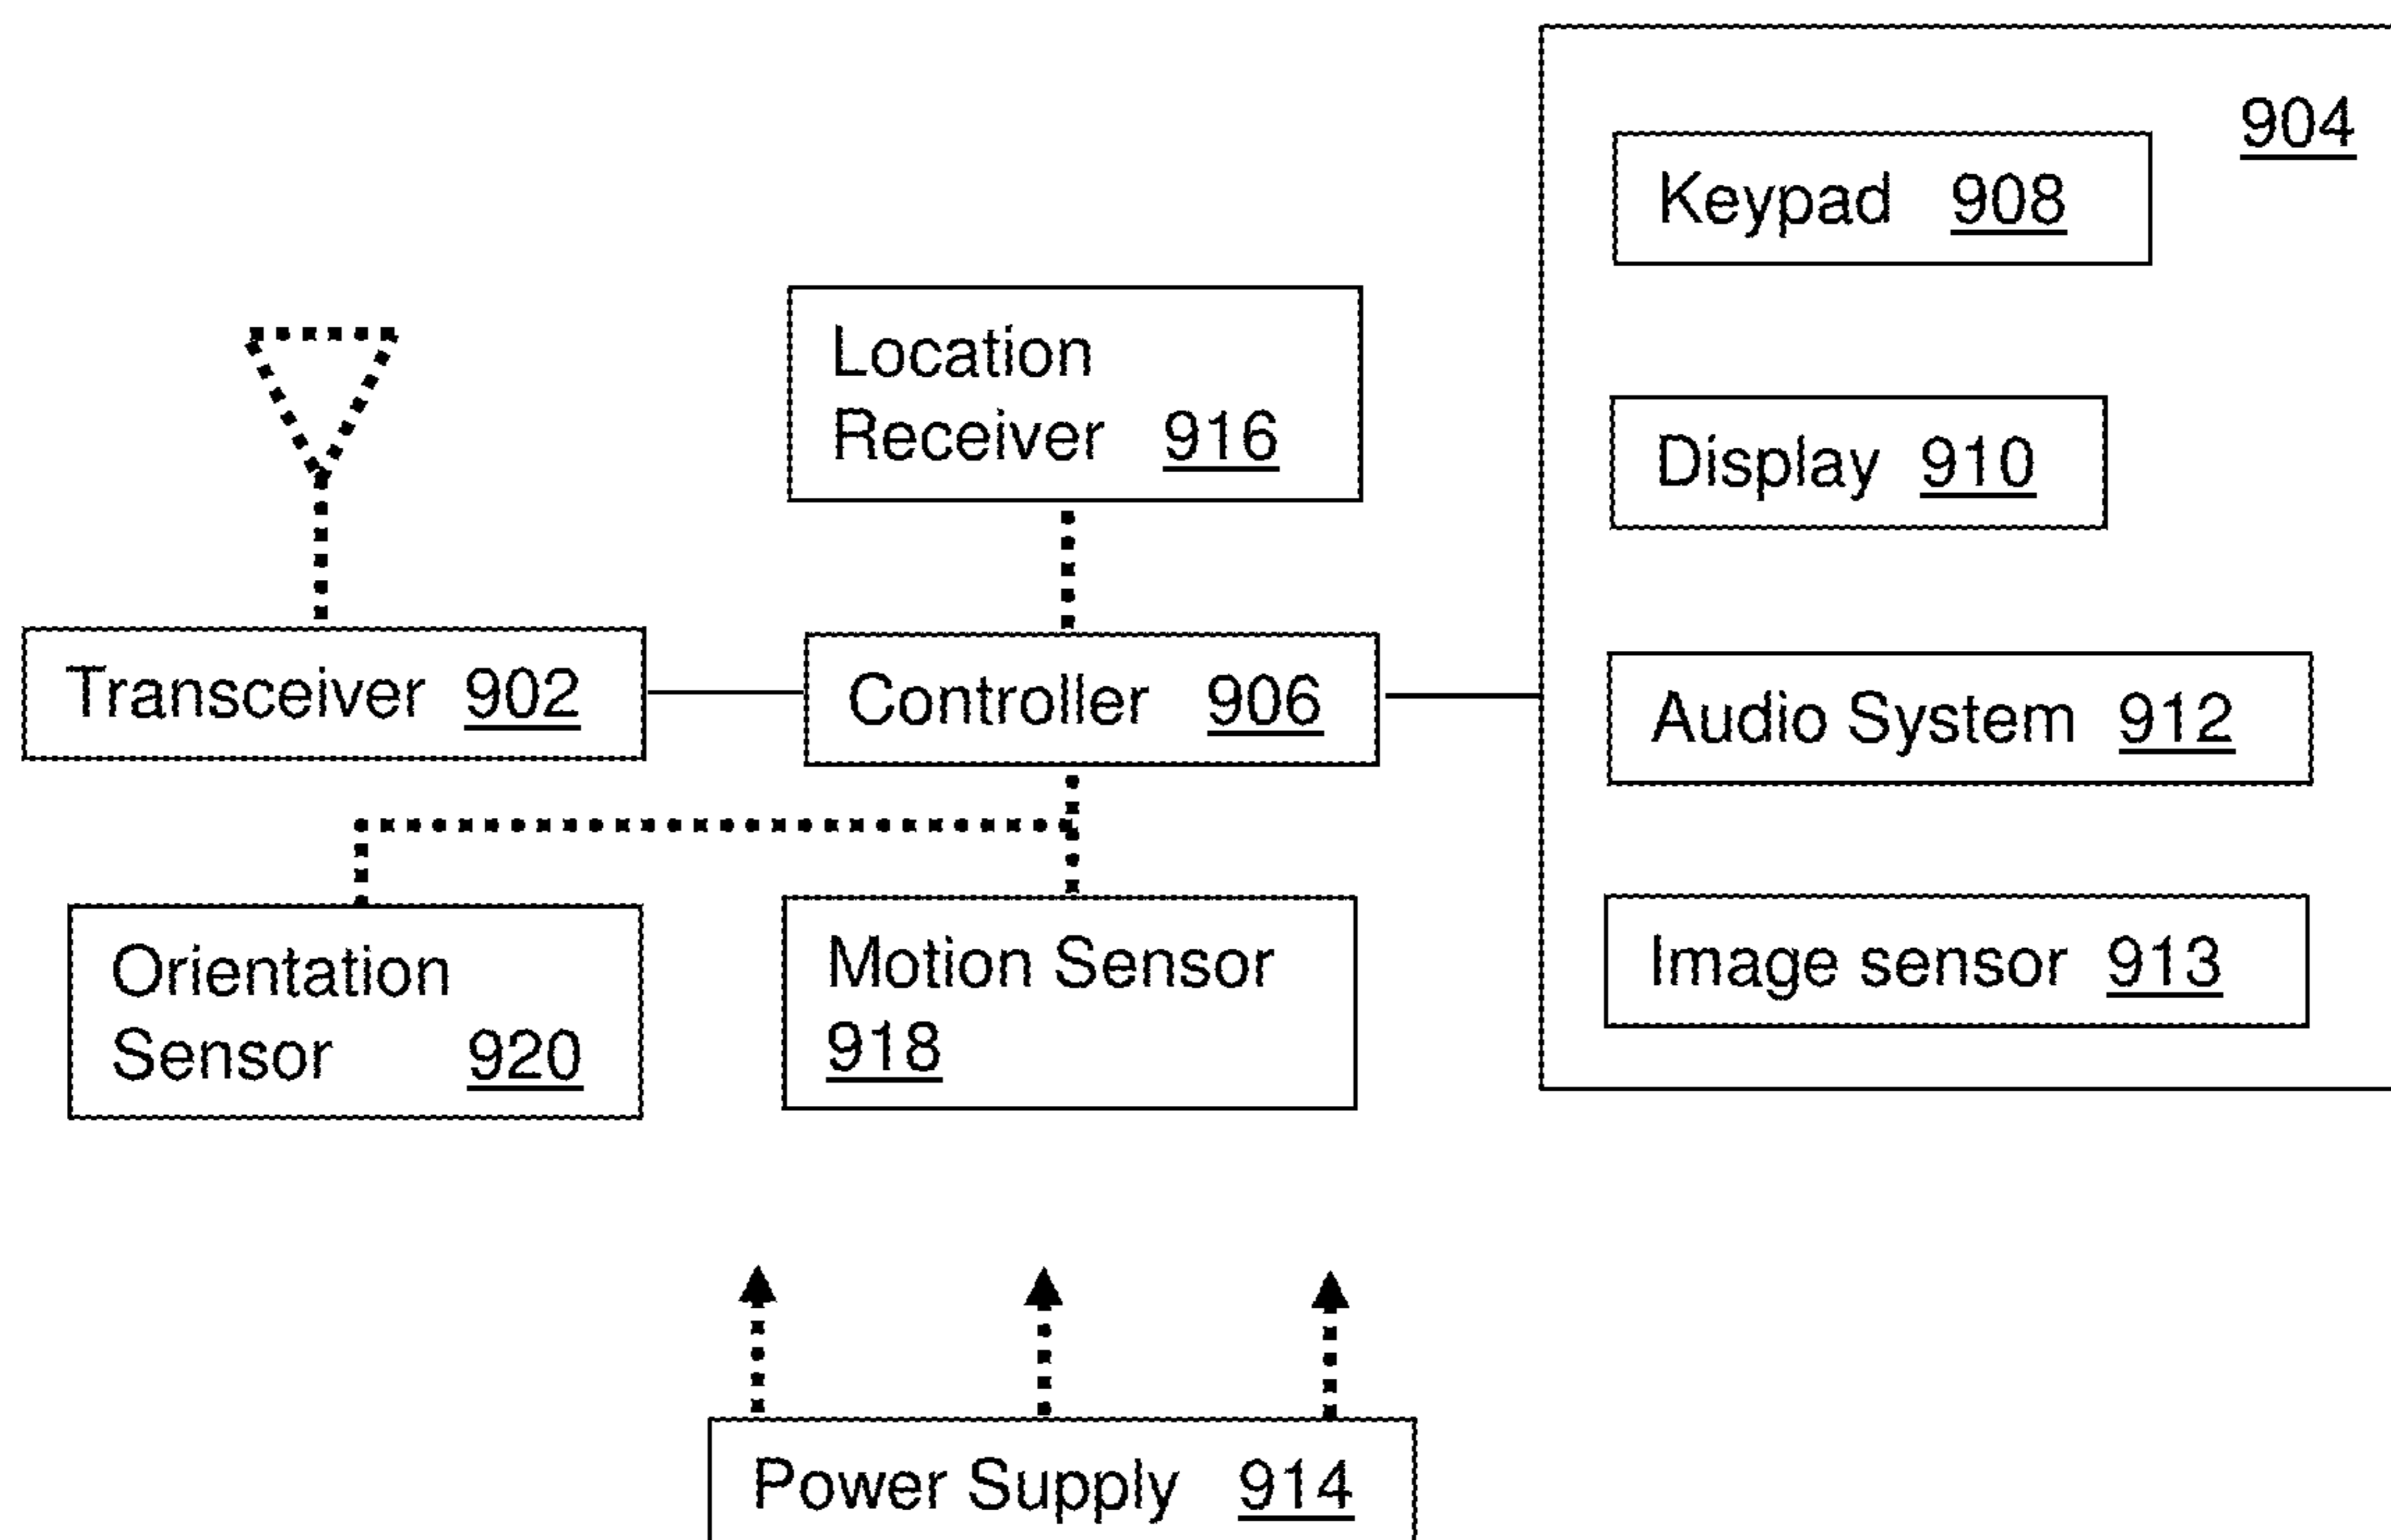 904
Keypad 908
Location
Receiver 916
Display 910
Transceiver 902
Controller 906
Audio System 912
Orientation
Sensor 920
Motion Sensor
918
Image sensor 913
Power Supply 914